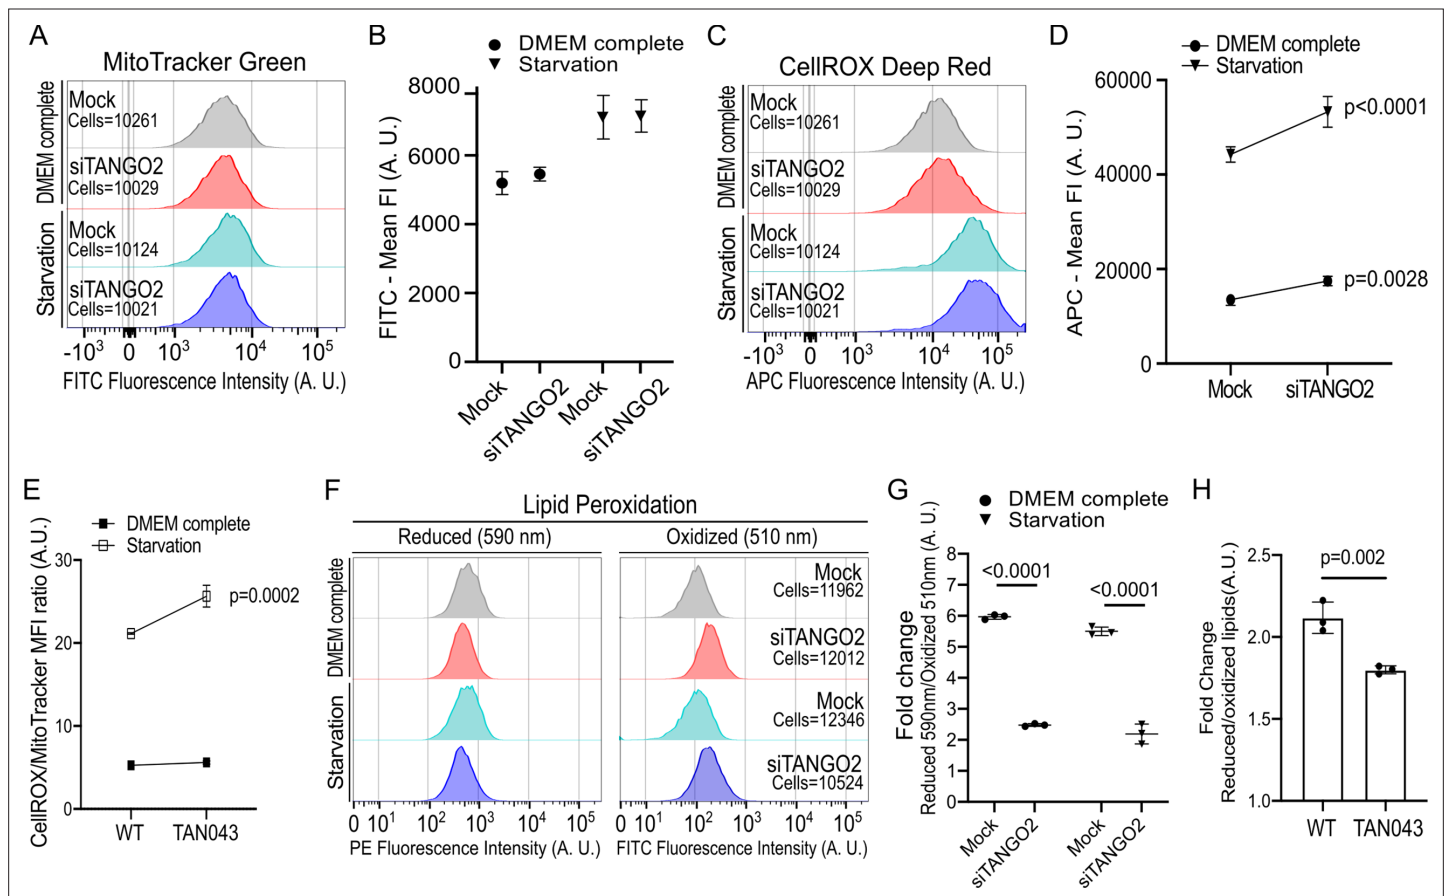 A
MitoTracker Green
DMEM complete
Starvation
Mock
Cells=10261
siTANGO2
Cells=10029
Mock
Cells=10124
siTANGO2
Cells=10021
-10³ 0 10³ 10⁴ 10⁵
FITC Fluorescence Intensity (A. U.)
B
DMEM complete
Starvation
FITC - Mean FI (A. U.)
8000
6000
4000
2000
0
Mock
siTANGO2
Mock
siTANGO2
C
CellROX Deep Red
DMEM complete
Starvation
Mock
Cells=10261
siTANGO2
Cells=10029
Mock
Cells=10124
siTANGO2
Cells=10021
-10³ 0 10³ 10⁴ 10⁵
APC Fluorescence Intensity (A. U.)
D
DMEM complete
Starvation
APC - Mean FI (A. U.)
60000
40000
20000
0
p<0.0001
p=0.0028
Mock siTANGO2
E
DMEM complete
Starvation
CellROX/MitoTracker MFI ratio (A.U.)
30
20
10
0
p=0.0002
WT TAN043
F
Lipid Peroxidation
Reduced (590 nm) Oxidized (510 nm)
DMEM complete
Starvation
Mock
Cells=11962
siTANGO2
Cells=12012
Mock
Cells=12346
siTANGO2
Cells=10524
0 10¹ 10² 10³ 10⁴ 10⁵
PE Fluorescence Intensity (A. U.)
0 10¹ 10² 10³ 10⁴ 10⁵
FITC Fluorescence Intensity (A. U.)
G
DMEM complete
Starvation
Fold change
Reduced 590nm/Oxidized 510nm (A. U.)
8
7
6
5
4
3
2
1
0
<0.0001
<0.0001
Mock
siTANGO2
Mock
siTANGO2
H
Fold Change
Reduced/oxidized lipids(A.U.)
2.5
2.0
1.5
1.0
p=0.002
WT TAN043